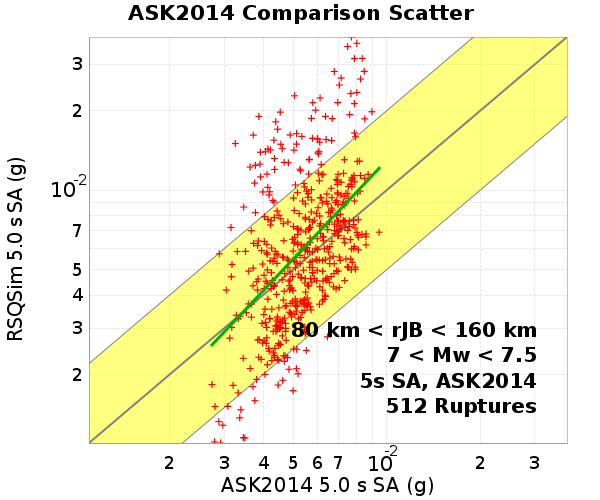 ASK2014 Comparison Scatter
RSQSim 5.0 s SA (g)
3
2
10-2
7
5
4
3
2
80 km < rJB < 160 km
7 < Mw < 7.5
5s SA, ASK2014
512 Ruptures
2 3 4 5 6 7 10-2 2 3
ASK2014 5.0 s SA (g)